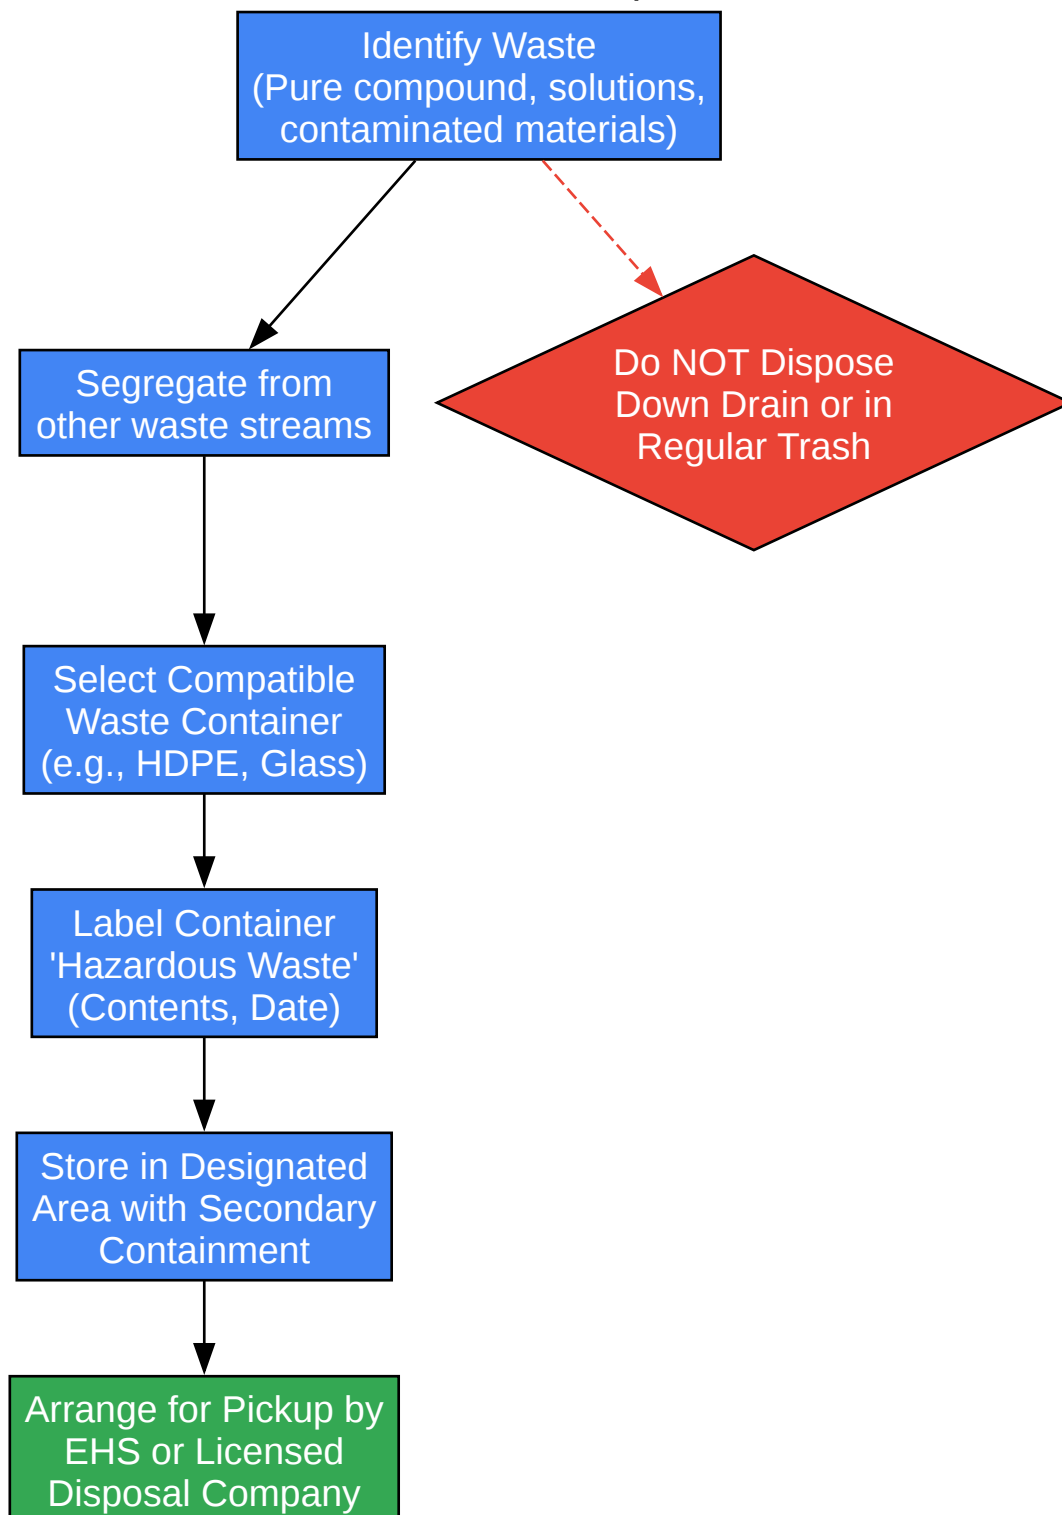 Identify Waste
(Pure compound, solutions,
contaminated materials)
Segregate from
other waste streams
Do NOT Dispose
Down Drain or in
Regular Trash
Select Compatible
Waste Container
(e.g., HDPE, Glass)
Label Container
'Hazardous Waste'
(Contents, Date)
Store in Designated
Area with Secondary
Containment
Arrange for Pickup by
EHS or Licensed
Disposal Company